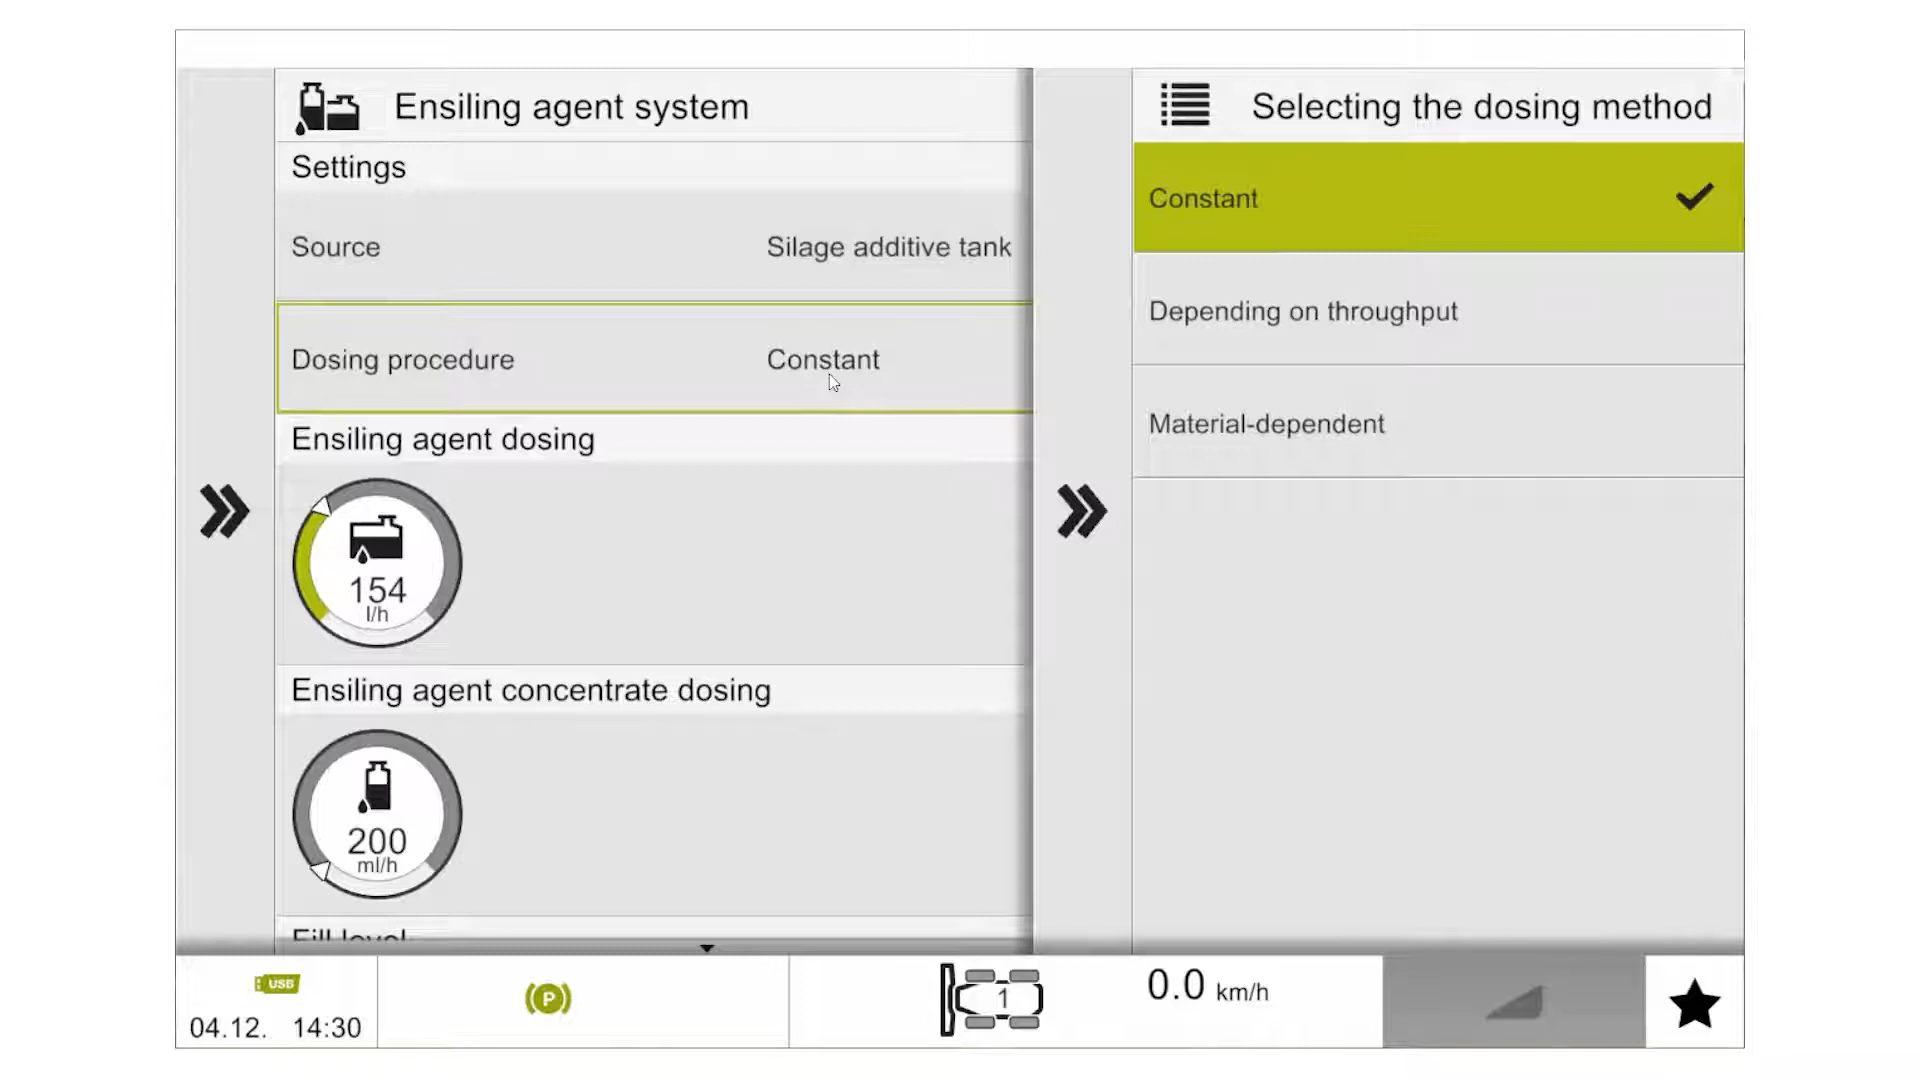 Ensiling agent system
Settings
Source Silage additive tank
Dosing procedure Constant
Ensiling agent dosing
154
l/h
Ensiling agent concentrate dosing
200
ml/h
Fill level
Selecting the dosing method
Constant
Depending on throughput
Material-dependent
USB
04.12. 14:30
P
1
0.0 km/h